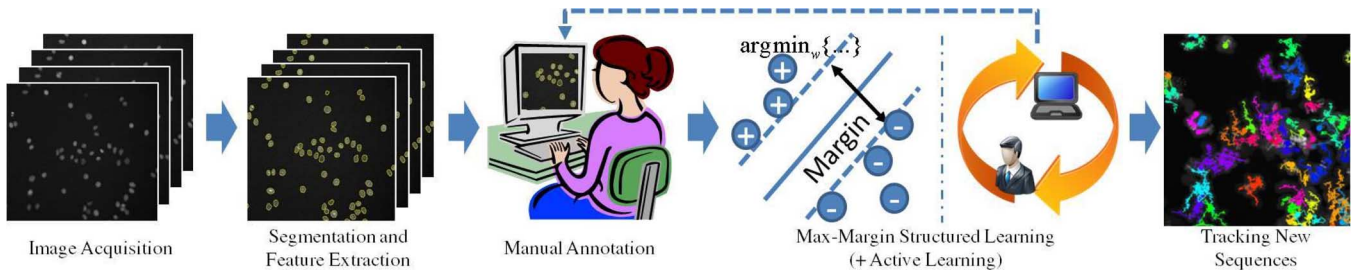 argmin_w{...}
+
+
+
Margin
-
-
-
-
Image Acquisition
Segmentation and
Feature Extraction
Manual Annotation
Max-Margin Structured Learning
(+ Active Learning)
Tracking New
Sequences